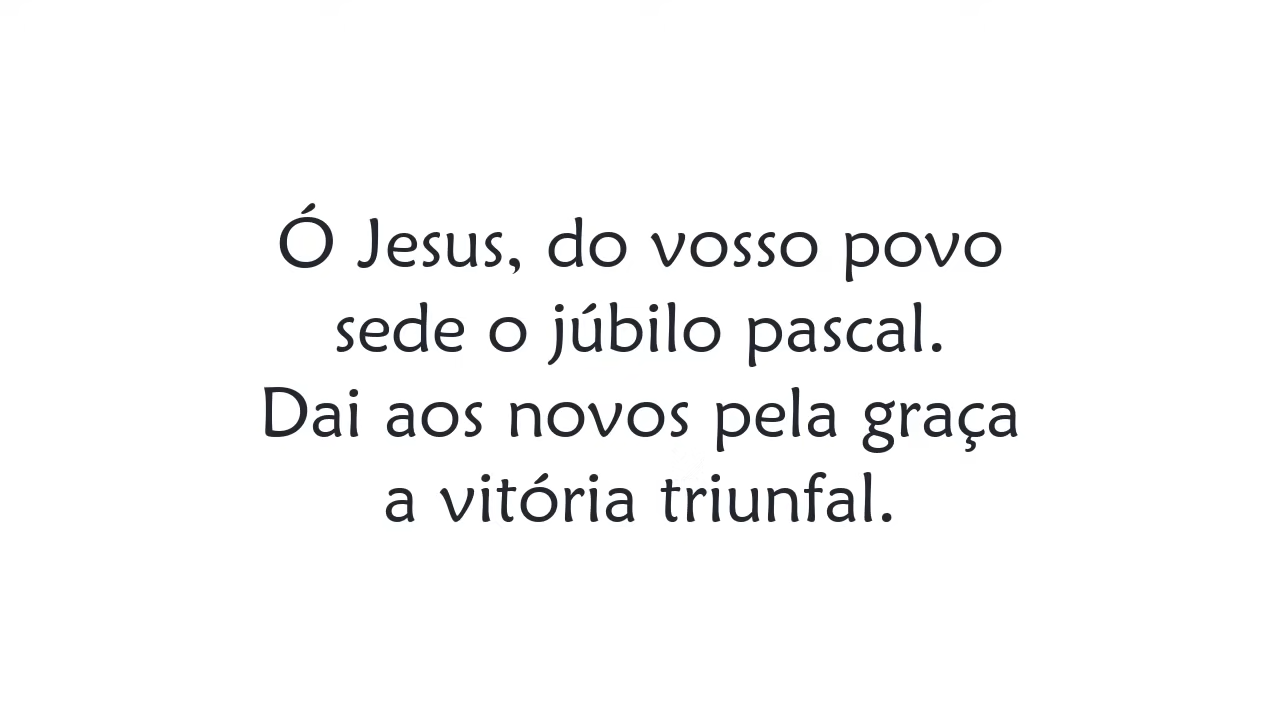 Ó Jesus, do vosso povo
sede o júbilo pascal.
Dai aos novos pela graça
a vitória triunfal.